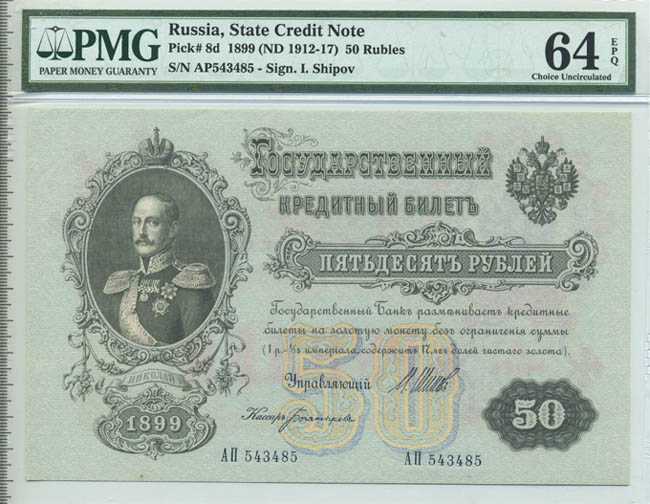 PMG
PAPER MONEY GUARANTY
Russia, State Credit Note
Pick# 8d 1899 (ND 1912-17) 50 Rubles
S/N AP543485 - Sign. I. Shipov
64 EPQ
Choice Uncirculated
Государственный
КРЕДИТНЫЙ БИЛЕТЪ
ПЯТЬДЕСЯТЪ РУБЛЕЙ
Государственный Банкъ размѣниваетъ кредитные
билеты на золотую монету безъ ограниченія суммы
(1 р.= 1/15 имперіала, содержитъ 17,424 долей чистаго золота).
Управляющій
Кассиръ
НИКОЛАЙ I
1899
50
50
АП 543485
АП 543485